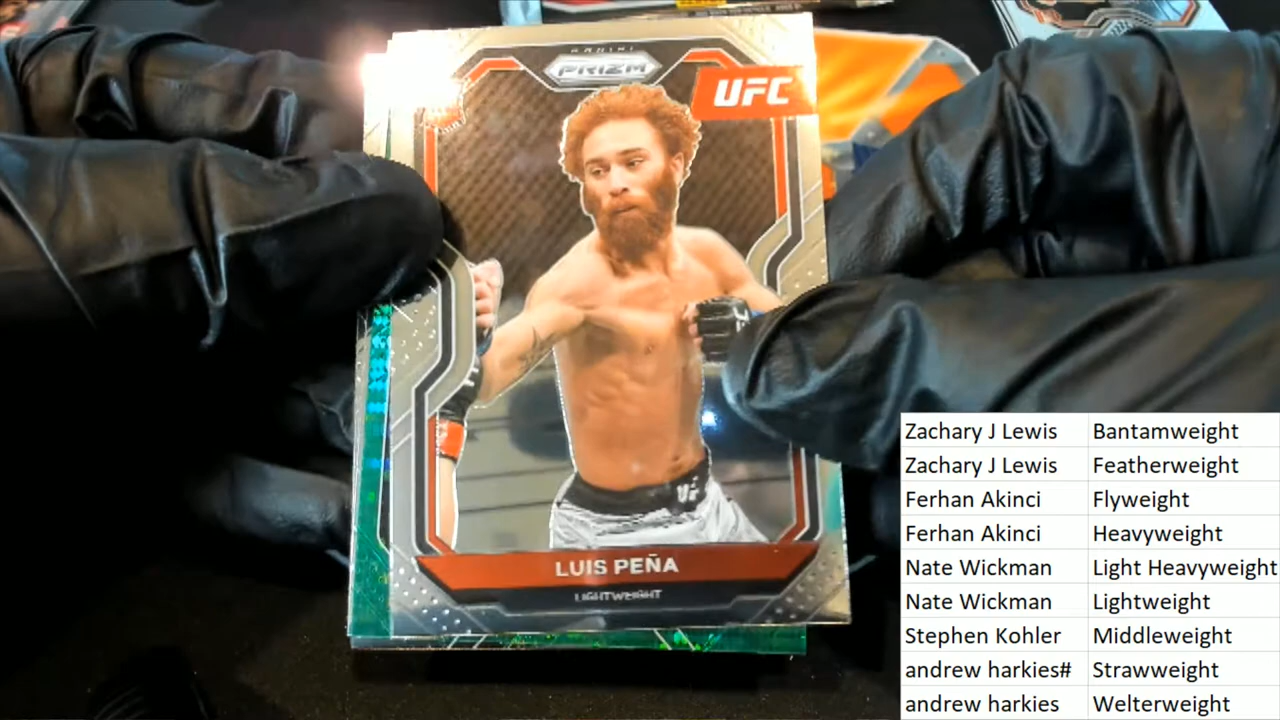 PANINI
PRIZM
UFC
LUIS PEÑA
LIGHTWEIGHT
Zachary J Lewis Bantamweight
Zachary J Lewis Featherweight
Ferhan Akinci Flyweight
Ferhan Akinci Heavyweight
Nate Wickman Light Heavyweight
Nate Wickman Lightweight
Stephen Kohler Middleweight
andrew harkies# Strawweight
andrew harkies Welterweight